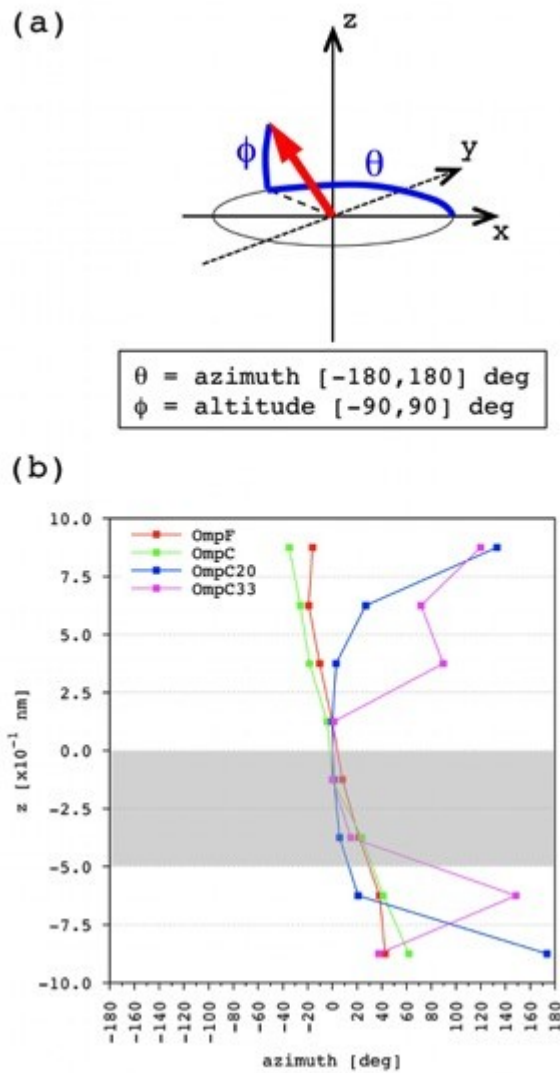 (a)
z
ϕ
θ
y
x
θ = azimuth [-180,180] deg
ϕ = altitude [-90,90] deg
(b)
10.0
OmpF
OmpC
OmpC20
OmpC33
7.5
5.0
2.5
0.0
-2.5
-5.0
-7.5
-10.0
z [x10⁻¹ nm]
-180 -160 -140 -120 -100 -80 -60 -40 -20 0 20 40 60 80 100 120 140 160 180
azimuth [deg]